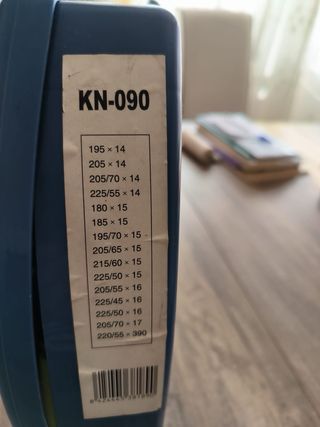 KN-090
195 × 14
205 × 14
205/70 × 14
225/55 × 14
180 × 15
185 × 15
195/70 × 15
205/65 × 15
215/60 × 15
225/50 × 15
205/55 × 16
225/45 × 16
225/50 × 16
205/70 × 17
220/55 × 390